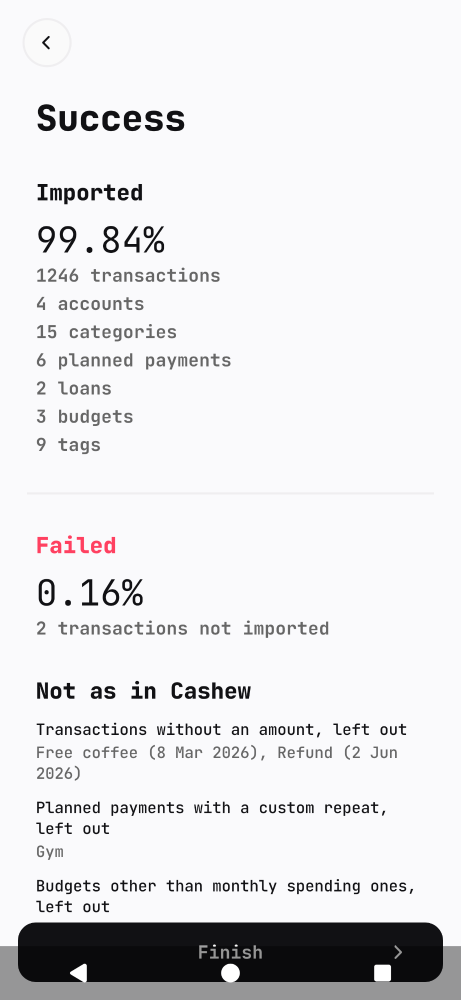 Success
Imported
99.84%
1246 transactions
4 accounts
15 categories
6 planned payments
2 loans
3 budgets
9 tags
Failed
0.16%
2 transactions not imported
Not as in Cashew
Transactions without an amount, left out
Free coffee (8 Mar 2026), Refund (2 Jun
2026)
Planned payments with a custom repeat,
left out
Gym
Budgets other than monthly spending ones,
left out
Finish